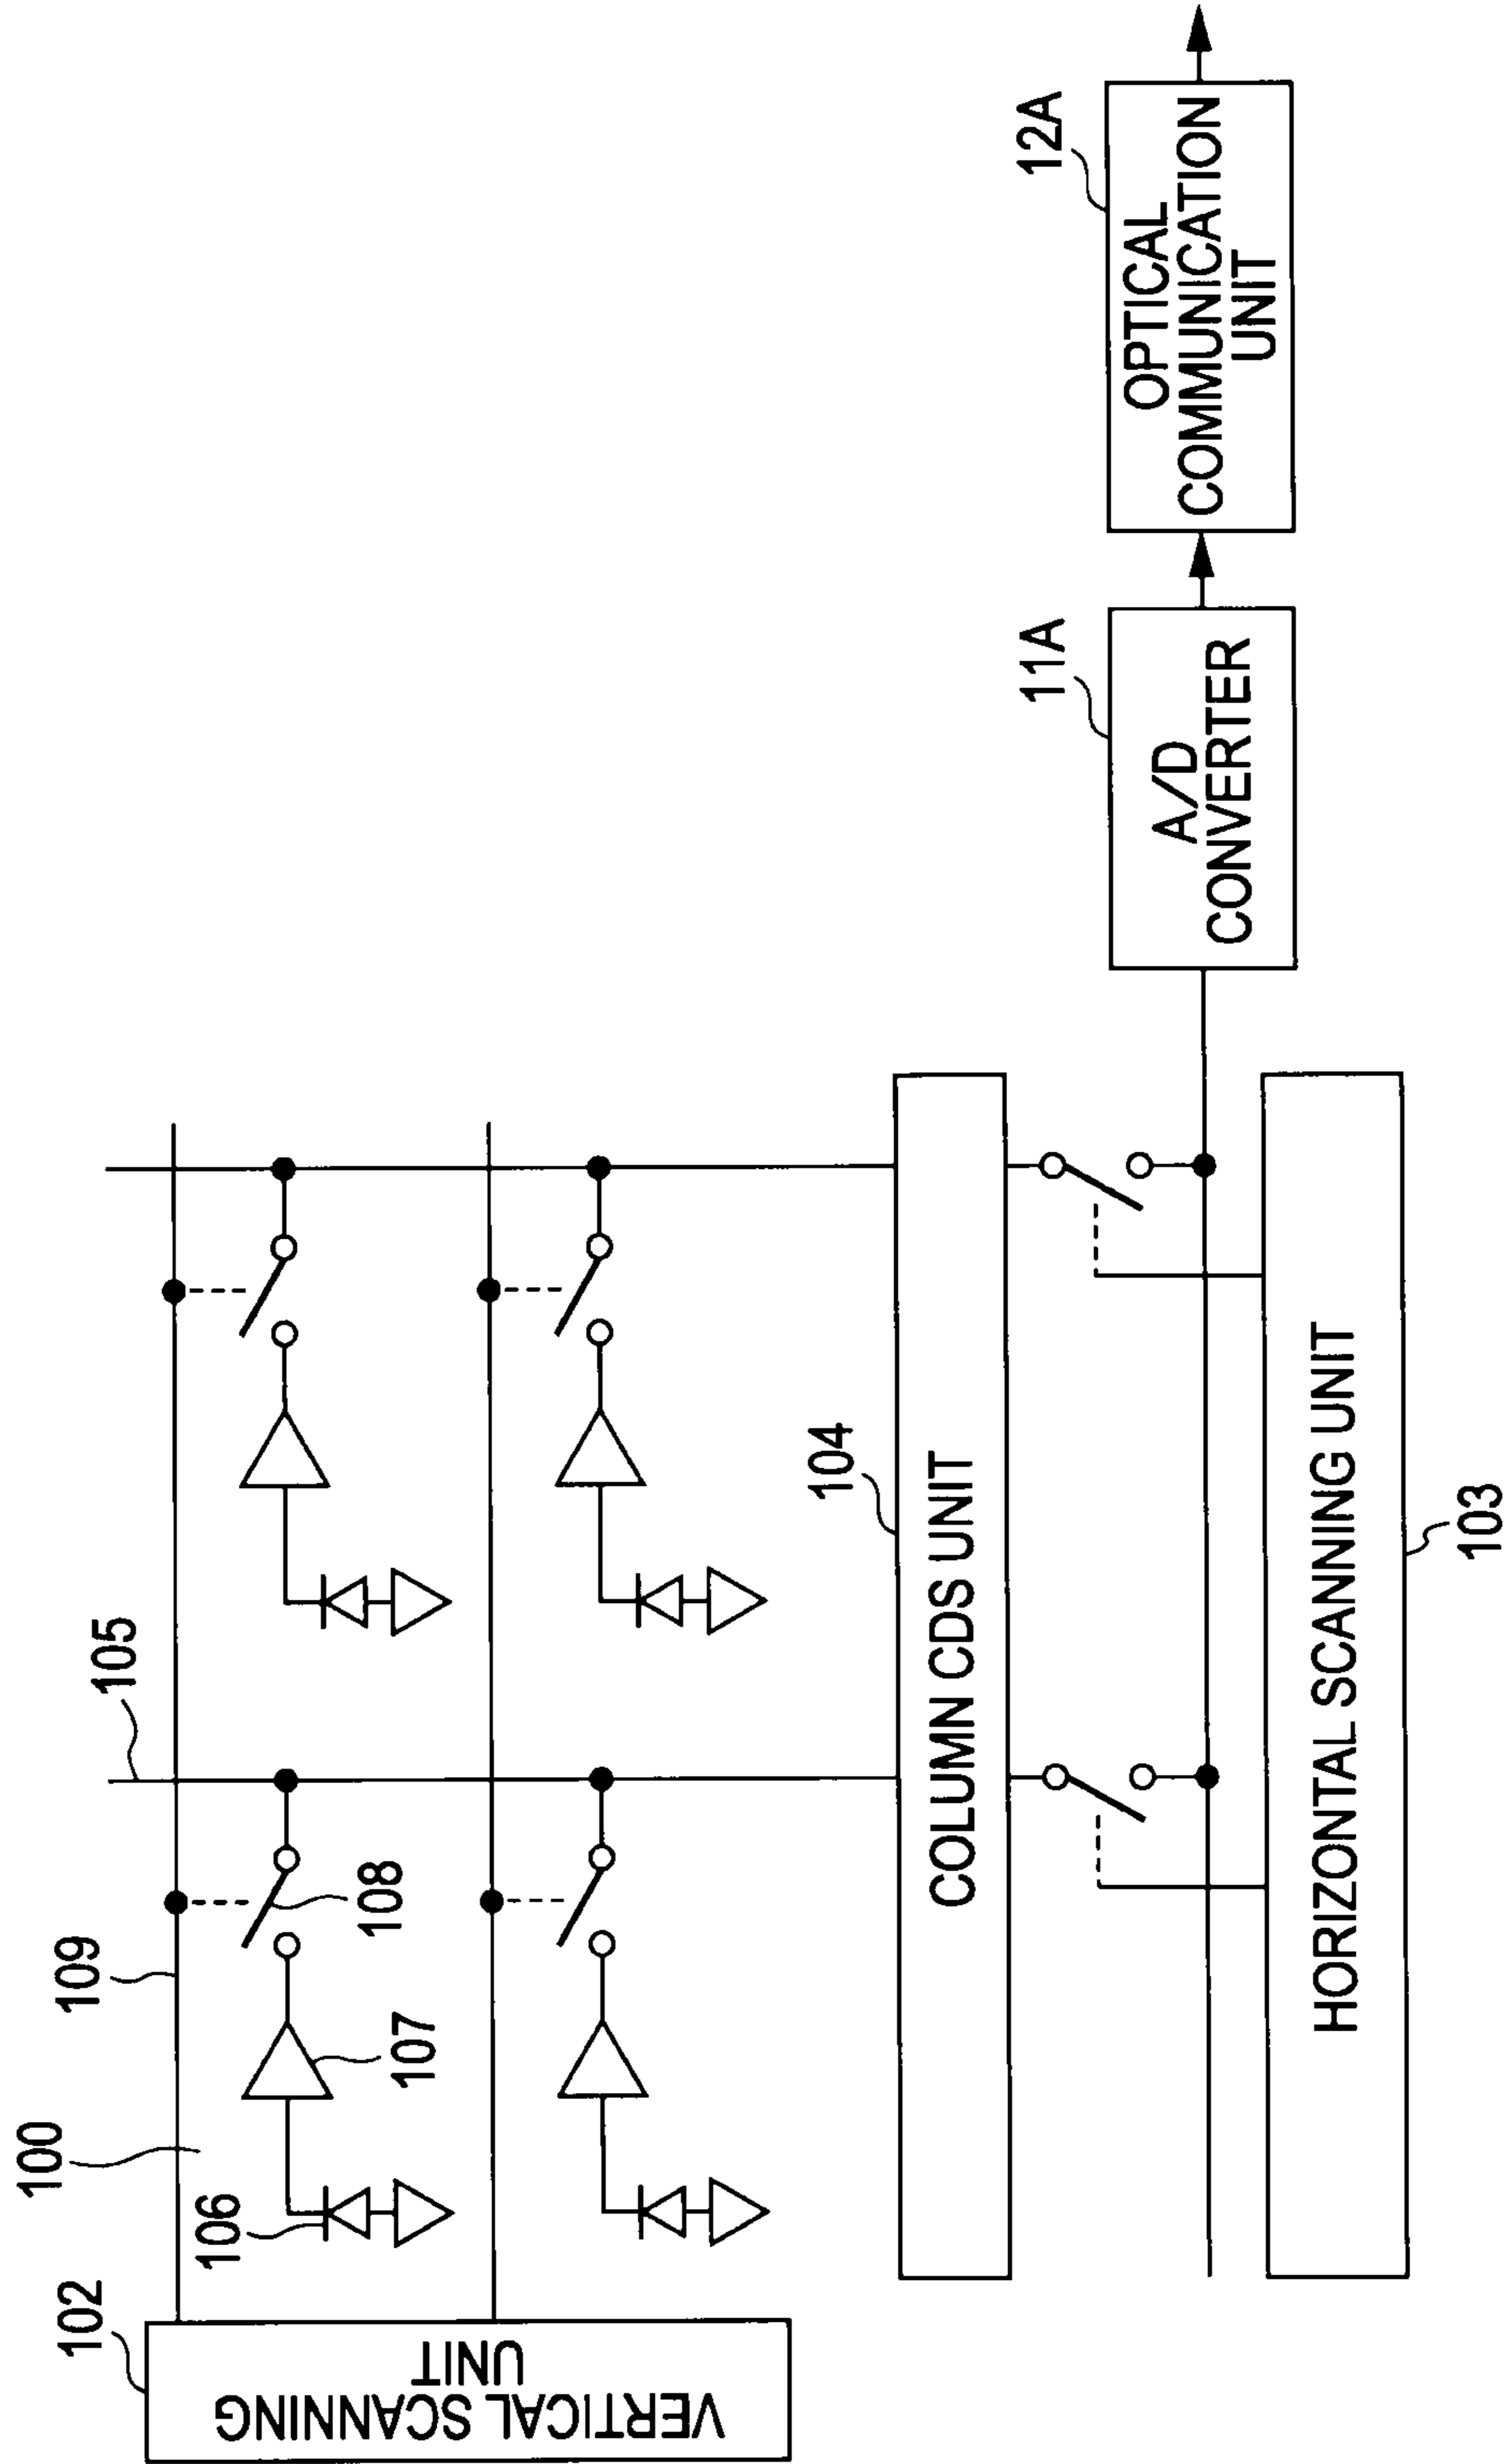 102
VERTICAL SCANNING
UNIT
100
106
109
107
108
105
104
COLUMN CDS UNIT
HORIZONTAL SCANNING UNIT
103
11A
A/D
CONVERTER
12A
OPTICAL
COMMUNICATION
UNIT